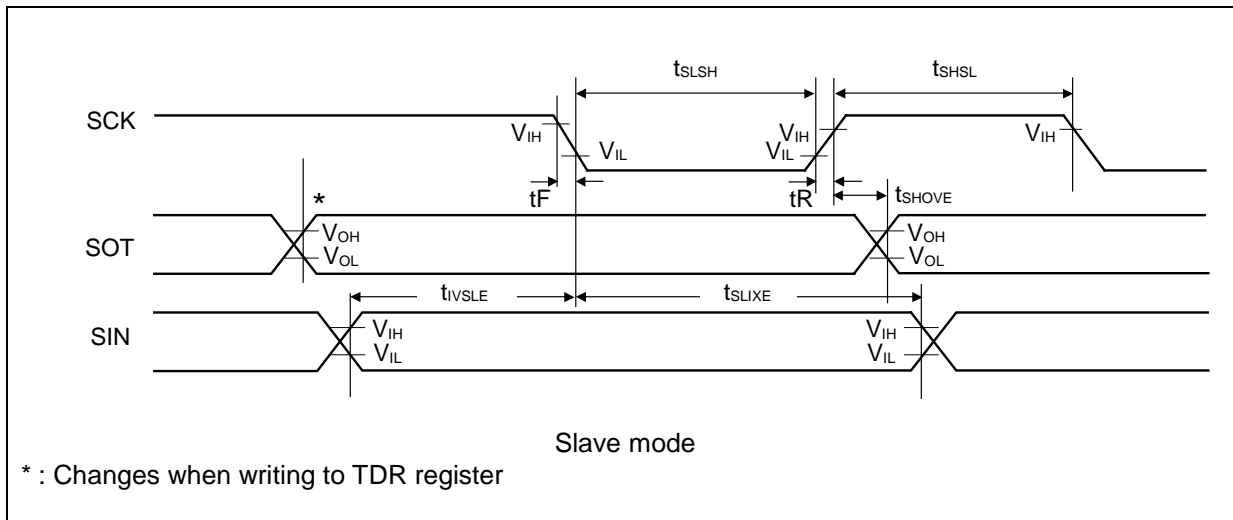 tSLSH
tSHSL
SCK
VIH
VIL
VIH
VIL
VIH
tF
tR
tSHOVE
*
SOT
VOH
VOL
VOH
VOL
tIVSLE
tSLIXE
SIN
VIH
VIL
VIH
VIL
Slave mode
* : Changes when writing to TDR register